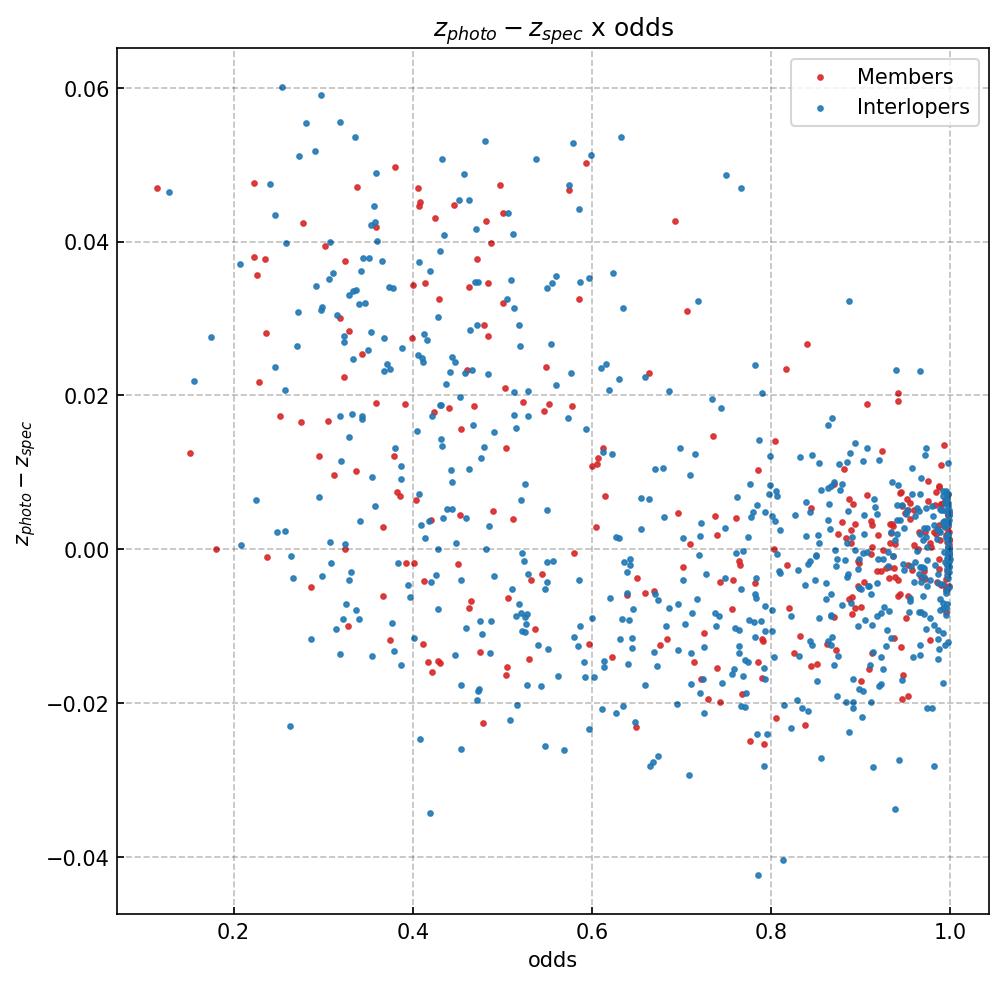 z_photo − z_spec x odds
Members
Interlopers
z_photo − z_spec
0.06
0.04
0.02
0.00
−0.02
−0.04
0.2 0.4 0.6 0.8 1.0
odds